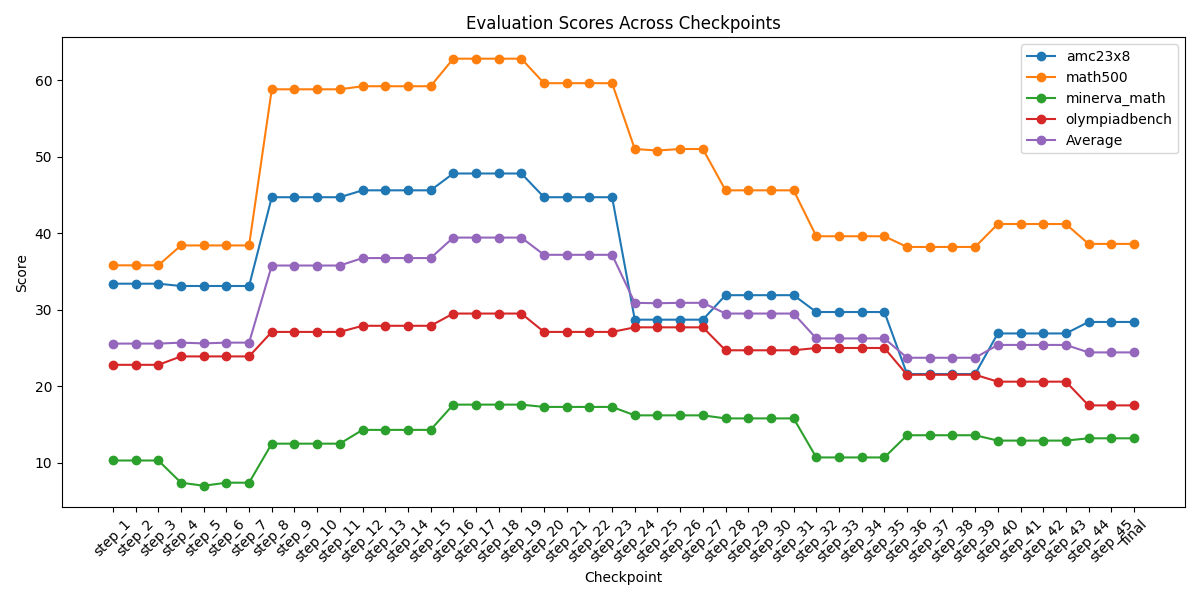 Evaluation Scores Across Checkpoints
amc23x8
math500
minerva_math
olympiadbench
Average
Score
60
50
40
30
20
10
step_1
step_2
step_3
step_4
step_5
step_6
step_7
step_8
step_9
step_10
step_11
step_12
step_13
step_14
step_15
step_16
step_17
step_18
step_19
step_20
step_21
step_22
step_23
step_24
step_25
step_26
step_27
step_28
step_29
step_30
step_31
step_32
step_33
step_34
step_35
step_36
step_37
step_38
step_39
step_40
step_41
step_42
step_43
step_44
step_45
final
Checkpoint